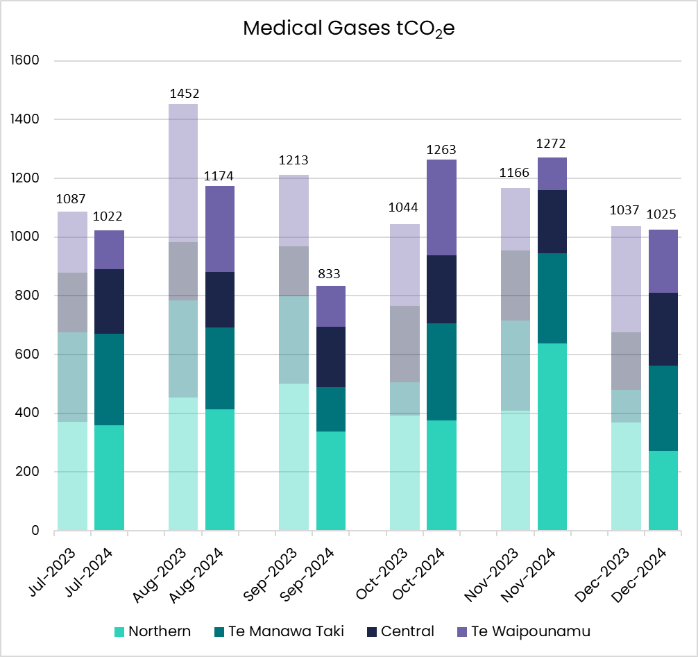 Medical Gases tCO₂e
1600
1400
1200
1000
800
600
400
200
0
1087
1022
1452
1174
1213
833
1044
1263
1166
1272
1037
1025
Jul-2023
Jul-2024
Aug-2023
Aug-2024
Sep-2023
Sep-2024
Oct-2023
Oct-2024
Nov-2023
Nov-2024
Dec-2023
Dec-2024
Northern Te Manawa Taki Central Te Waipounamu